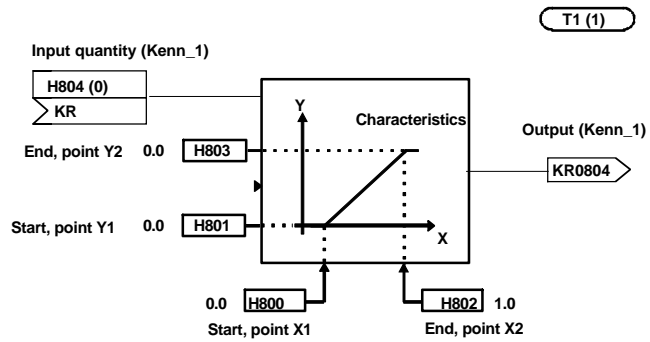 T1 (1)
Input quantity (Kenn_1)
H804 (0)
KR
Y
Characteristics
Output (Kenn_1)
End, point Y2 0.0 H803
KR0804
Start, point Y1 0.0 H801
X
0.0 H800
H802 1.0
Start, point X1
End, point X2